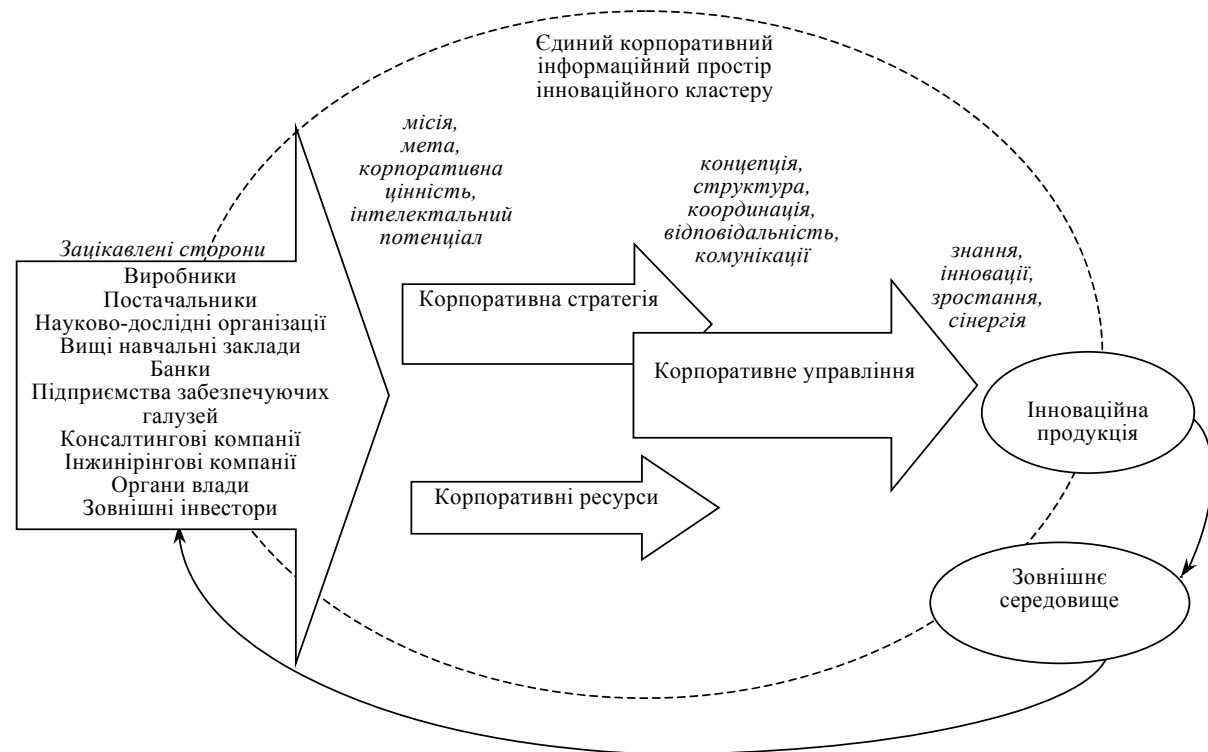 Єдиний корпоративний
інформаційний простір
інноваційного кластеру
місія,
мета,
корпоративна
цінність,
інтелектальний
потенціал
концепція,
структура,
координація,
відповідальність,
комунікації
знання,
інновації,
зростання,
сінергія
Зацікавлені сторони
Виробники
Постачальники
Науково-дослідні організації
Вищі навчальні заклади
Банки
Підприємства забезпечуючих
галузей
Консалтингові компанії
Інжинірінгові компанії
Органи влади
Зовнішні інвестори
Корпоративна стратегія
Корпоративне управління
Корпоративні ресурси
Інноваційна
продукція
Зовнішнє
середовище